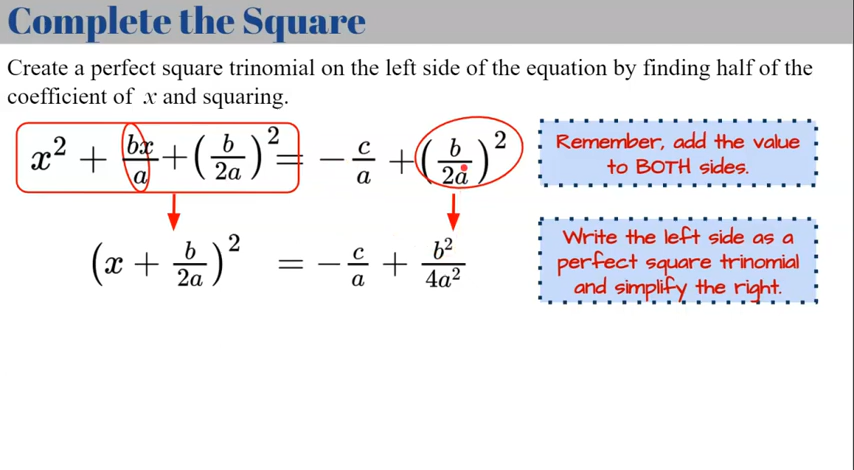 Complete the Square
Create a perfect square trinomial on the left side of the equation by finding half of the
coefficient of x and squaring.
x² + bx/a + (b/2a)² = − c/a + (b/2a)²
Remember, add the value
to BOTH sides.
(x + b/2a)² = − c/a + b²/4a²
Write the left side as a
perfect square trinomial
and simplify the right.